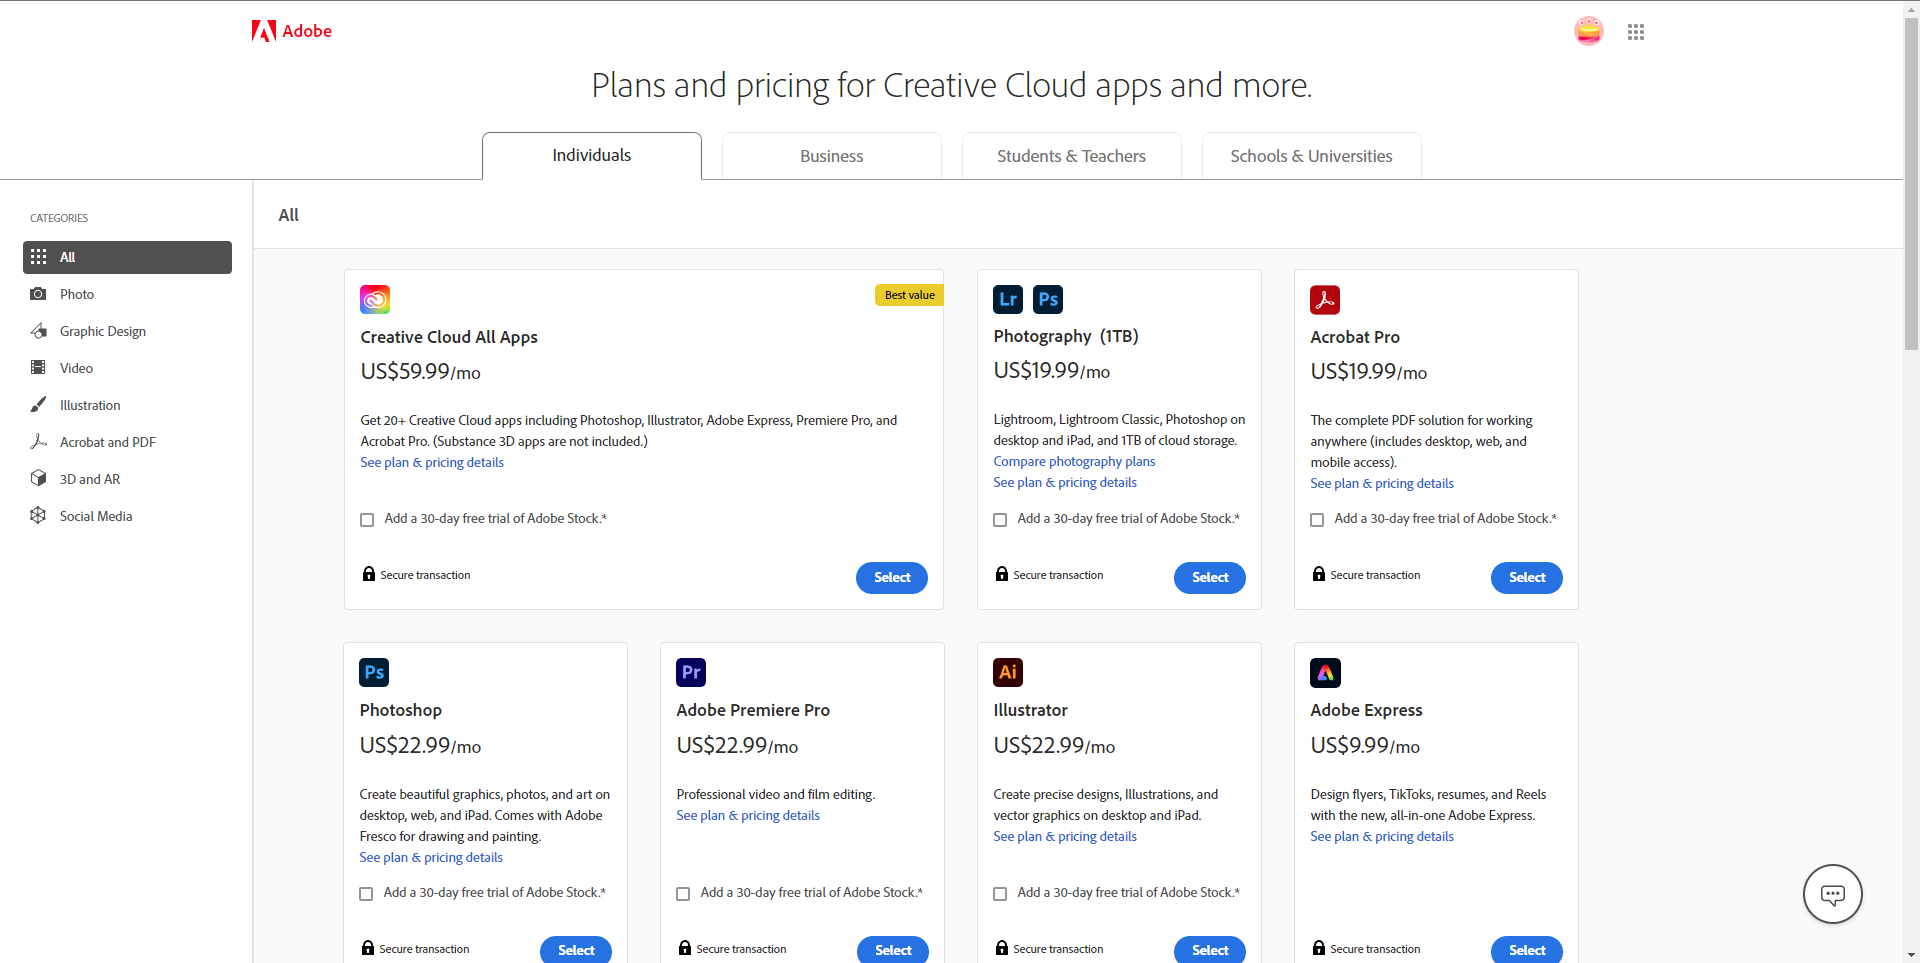 Adobe
Plans and pricing for Creative Cloud apps and more.
Individuals
Business
Students & Teachers
Schools & Universities
CATEGORIES
All
Photo
Graphic Design
Video
Illustration
Acrobat and PDF
3D and AR
Social Media
All
Best value
Creative Cloud All Apps
US$59.99/mo
Get 20+ Creative Cloud apps including Photoshop, Illustrator, Adobe Express, Premiere Pro, and
Acrobat Pro. (Substance 3D apps are not included.)
See plan & pricing details
Add a 30-day free trial of Adobe Stock.*
Secure transaction
Select
Lr Ps
Photography (1TB)
US$19.99/mo
Lightroom, Lightroom Classic, Photoshop on
desktop and iPad, and 1TB of cloud storage.
Compare photography plans
See plan & pricing details
Add a 30-day free trial of Adobe Stock.*
Secure transaction
Select
Acrobat Pro
US$19.99/mo
The complete PDF solution for working
anywhere (includes desktop, web, and
mobile access).
See plan & pricing details
Add a 30-day free trial of Adobe Stock.*
Secure transaction
Select
Ps
Photoshop
US$22.99/mo
Create beautiful graphics, photos, and art on
desktop, web, and iPad. Comes with Adobe
Fresco for drawing and painting.
See plan & pricing details
Add a 30-day free trial of Adobe Stock.*
Secure transaction
Select
Pr
Adobe Premiere Pro
US$22.99/mo
Professional video and film editing.
See plan & pricing details
Add a 30-day free trial of Adobe Stock.*
Secure transaction
Select
Ai
Illustrator
US$22.99/mo
Create precise designs, Illustrations, and
vector graphics on desktop and iPad.
See plan & pricing details
Add a 30-day free trial of Adobe Stock.*
Secure transaction
Select
Adobe Express
US$9.99/mo
Design flyers, TikToks, resumes, and Reels
with the new, all-in-one Adobe Express.
See plan & pricing details
Secure transaction
Select